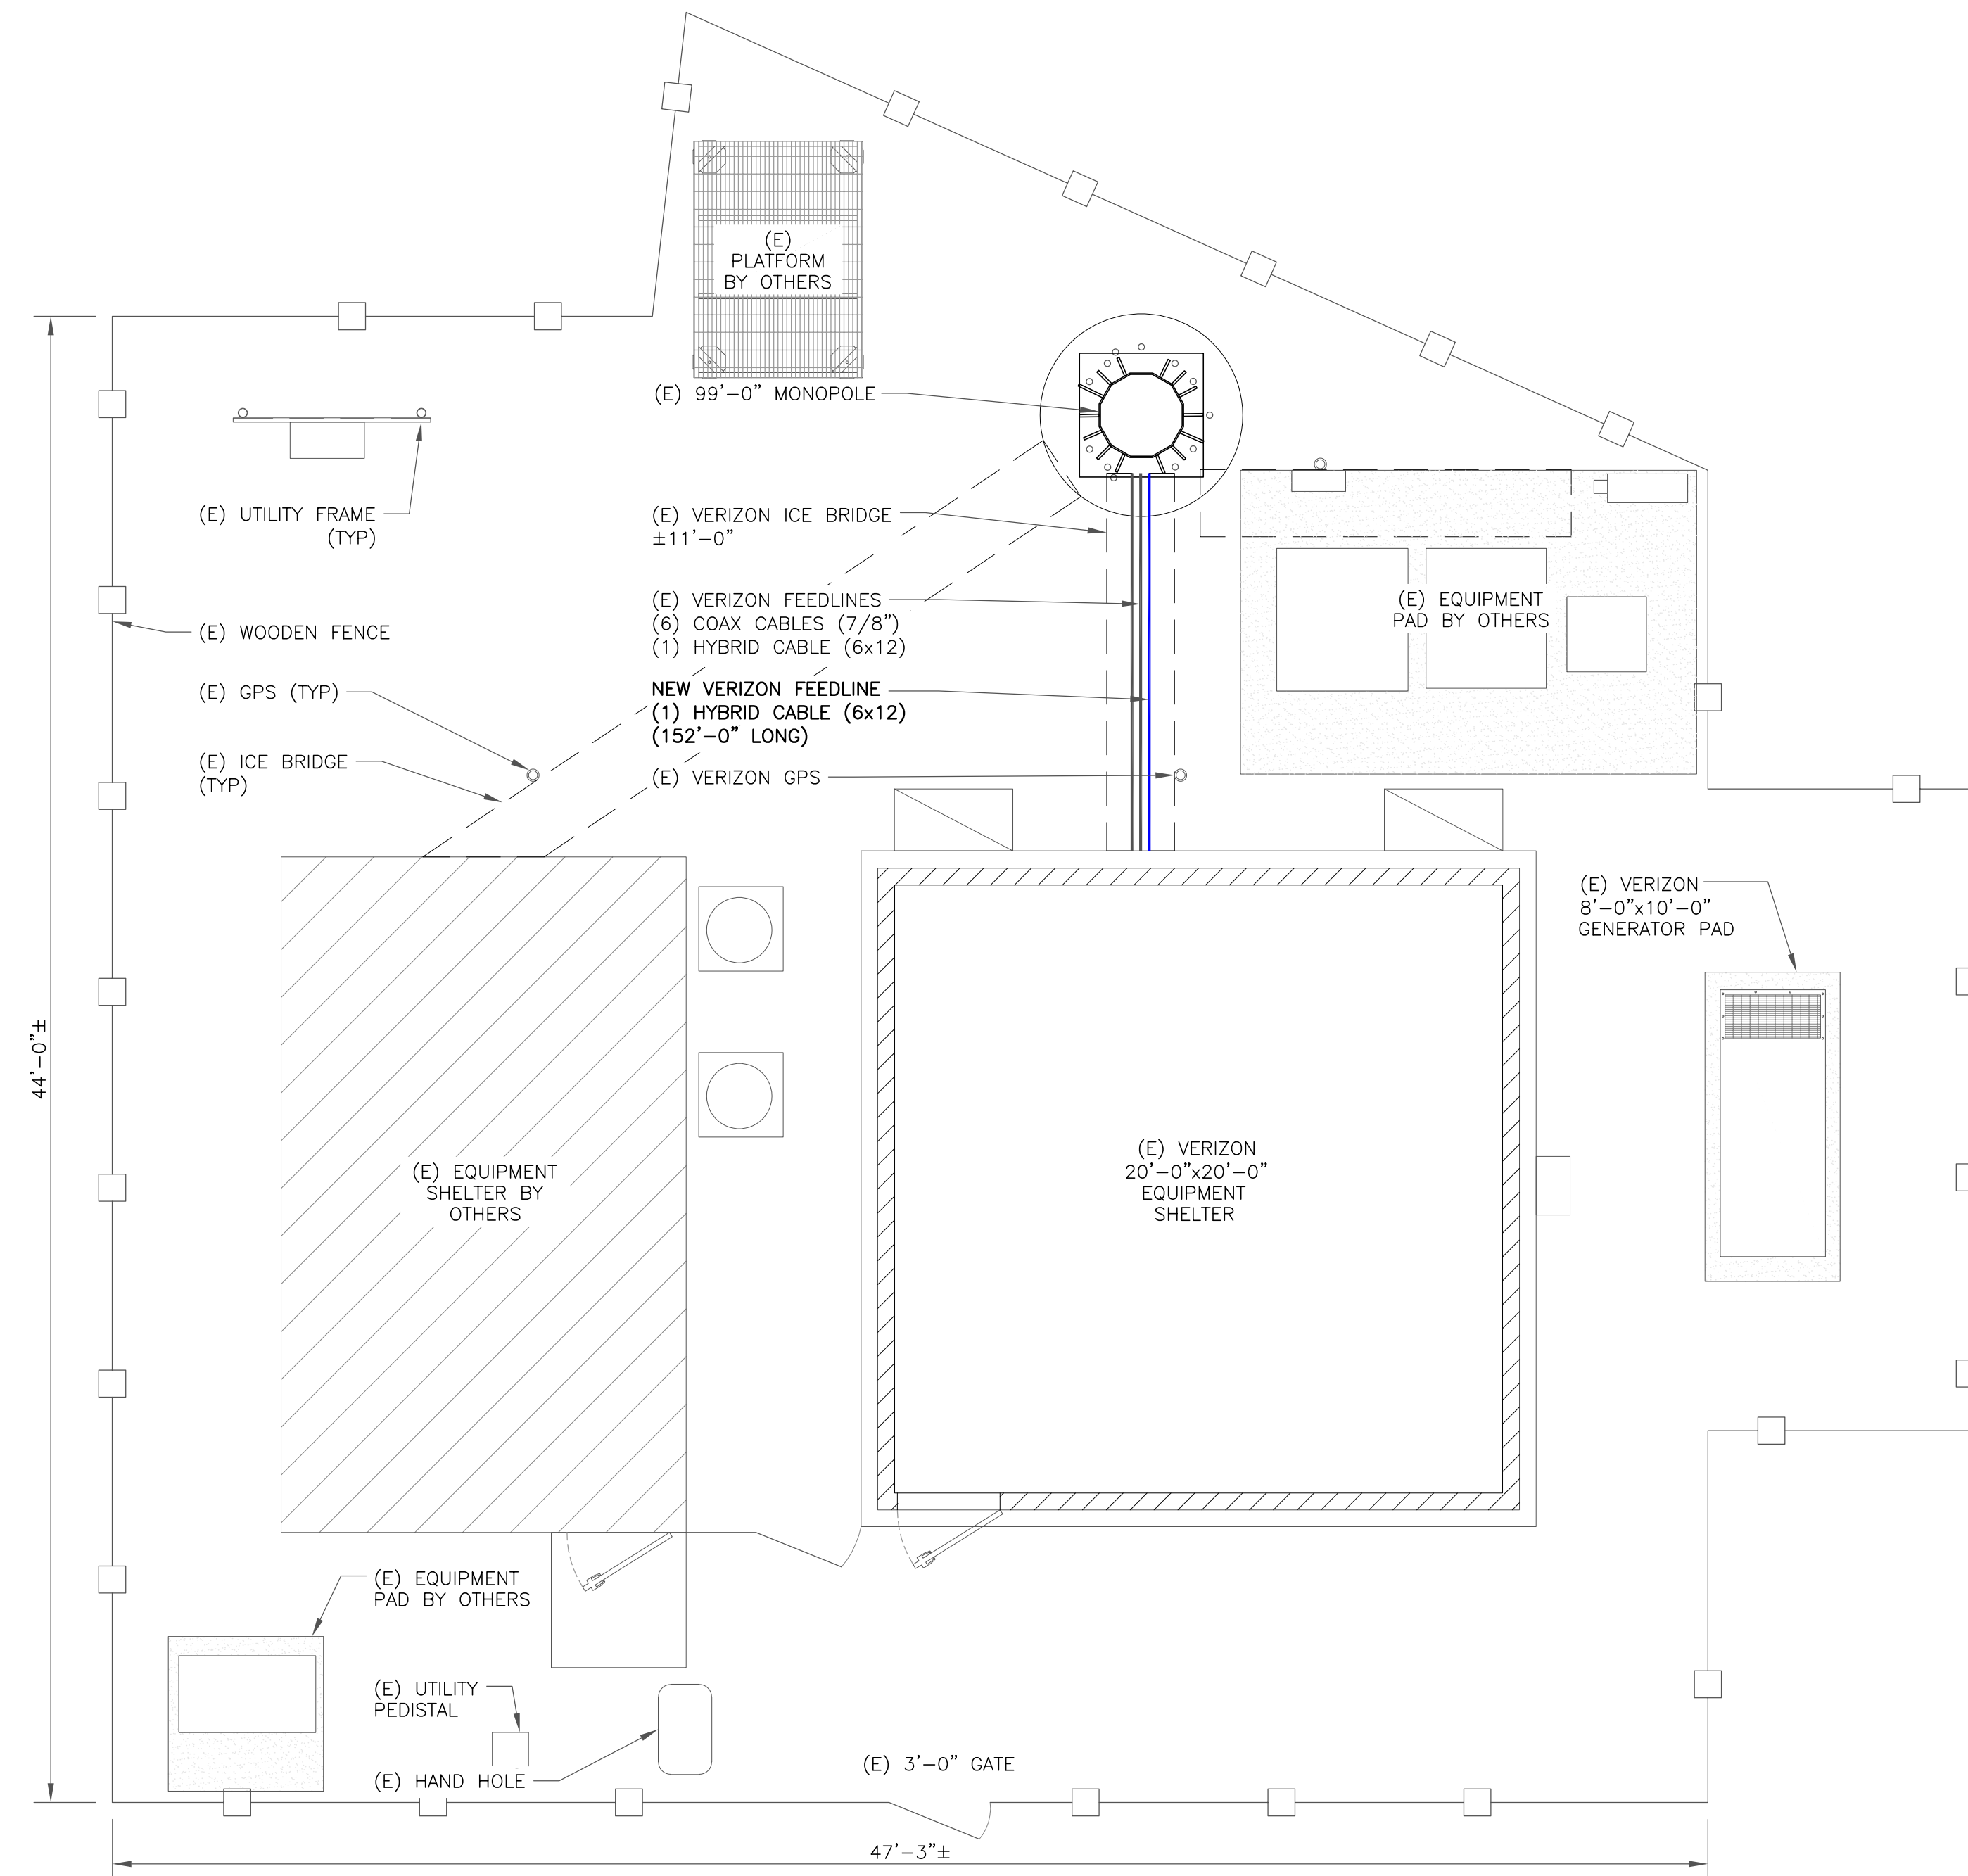 (E)
PLATFORM
BY OTHERS
(E) 99'-0" MONOPOLE
(E) UTILITY FRAME
(TYP)
(E) VERIZON ICE BRIDGE
±11'-0"
(E) VERIZON FEEDLINES
(6) COAX CABLES (7/8")
(1) HYBRID CABLE (6x12)
(E) EQUIPMENT
PAD BY OTHERS
(E) WOODEN FENCE
(E) GPS (TYP)
NEW VERIZON FEEDLINE
(1) HYBRID CABLE (6x12)
(152'-0" LONG)
(E) ICE BRIDGE
(TYP)
(E) VERIZON GPS
(E) VERIZON
8'-0"x10'-0"
GENERATOR PAD
44'-0"±
(E) EQUIPMENT
SHELTER BY
OTHERS
(E) VERIZON
20'-0"x20'-0"
EQUIPMENT
SHELTER
(E) EQUIPMENT
PAD BY OTHERS
(E) UTILITY
PEDISTAL
(E) HAND HOLE
(E) 3'-0" GATE
47'-3"±